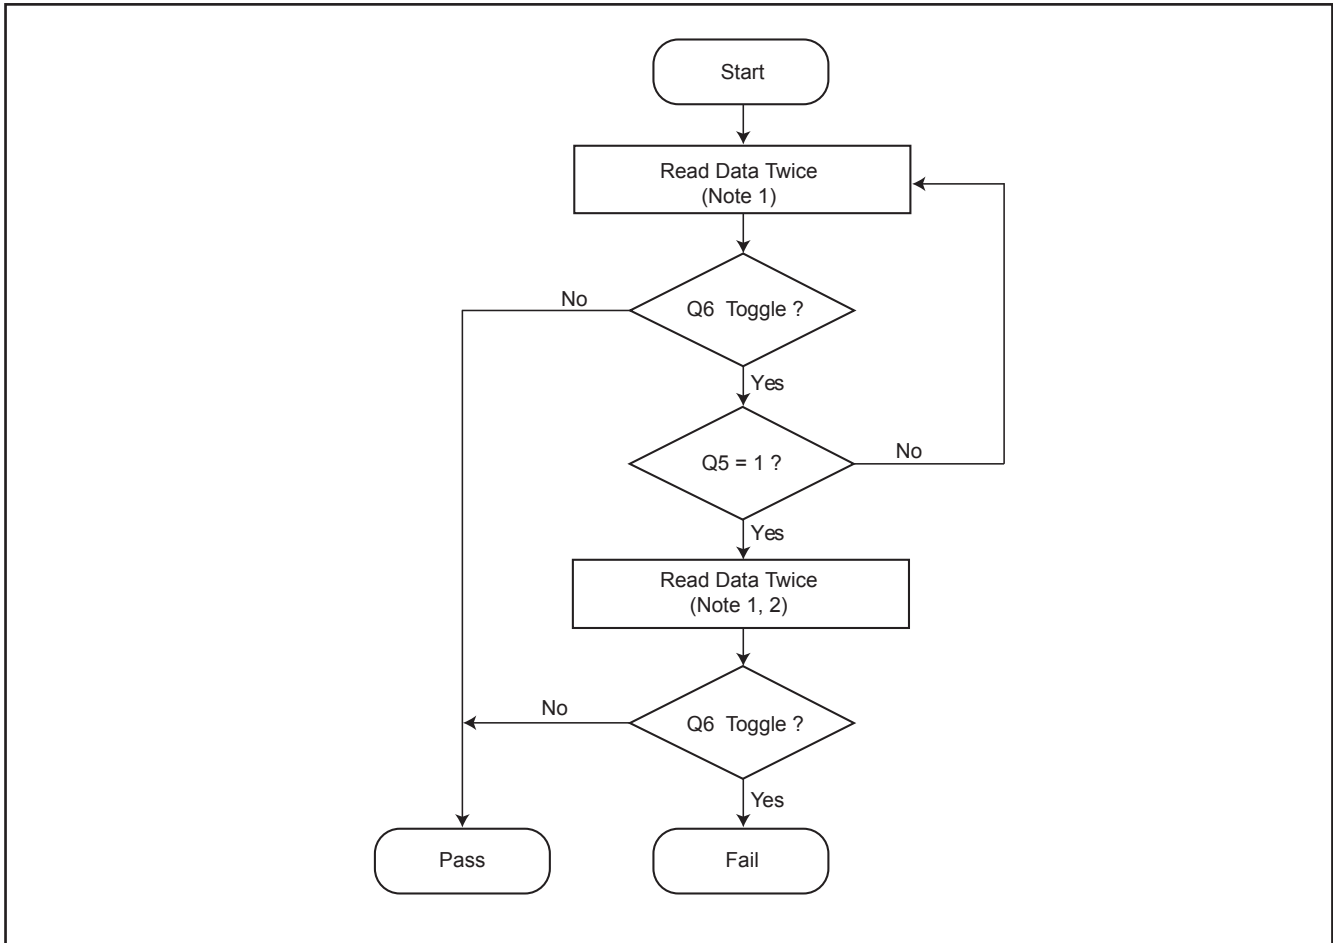 Start
Read Data Twice
(Note 1)
Q6 Toggle ?
No
Yes
Q5 = 1 ?
No
Yes
Read Data Twice
(Note 1, 2)
Q6 Toggle ?
No
Yes
Pass
Fail